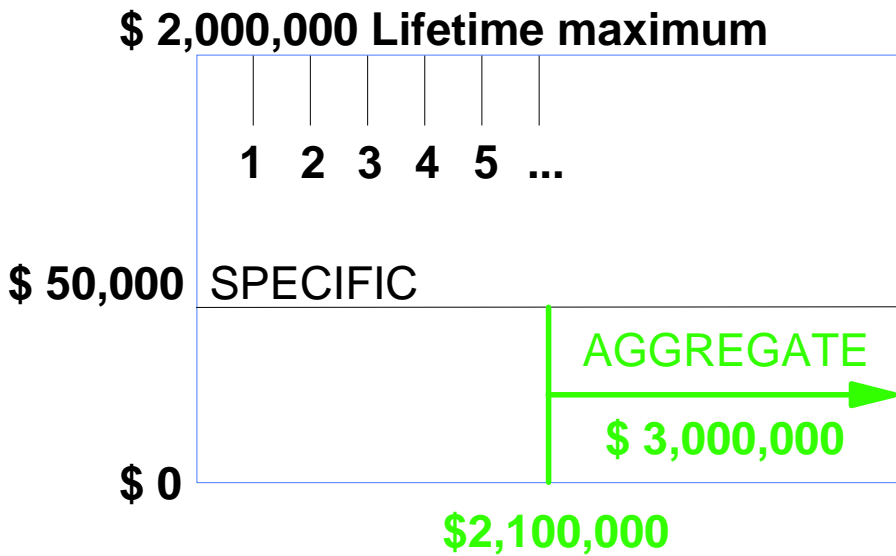 $ 2,000,000 Lifetime maximum
1 2 3 4 5 ...
$ 50,000 SPECIFIC
AGGREGATE
$ 3,000,000
$ 0
$2,100,000